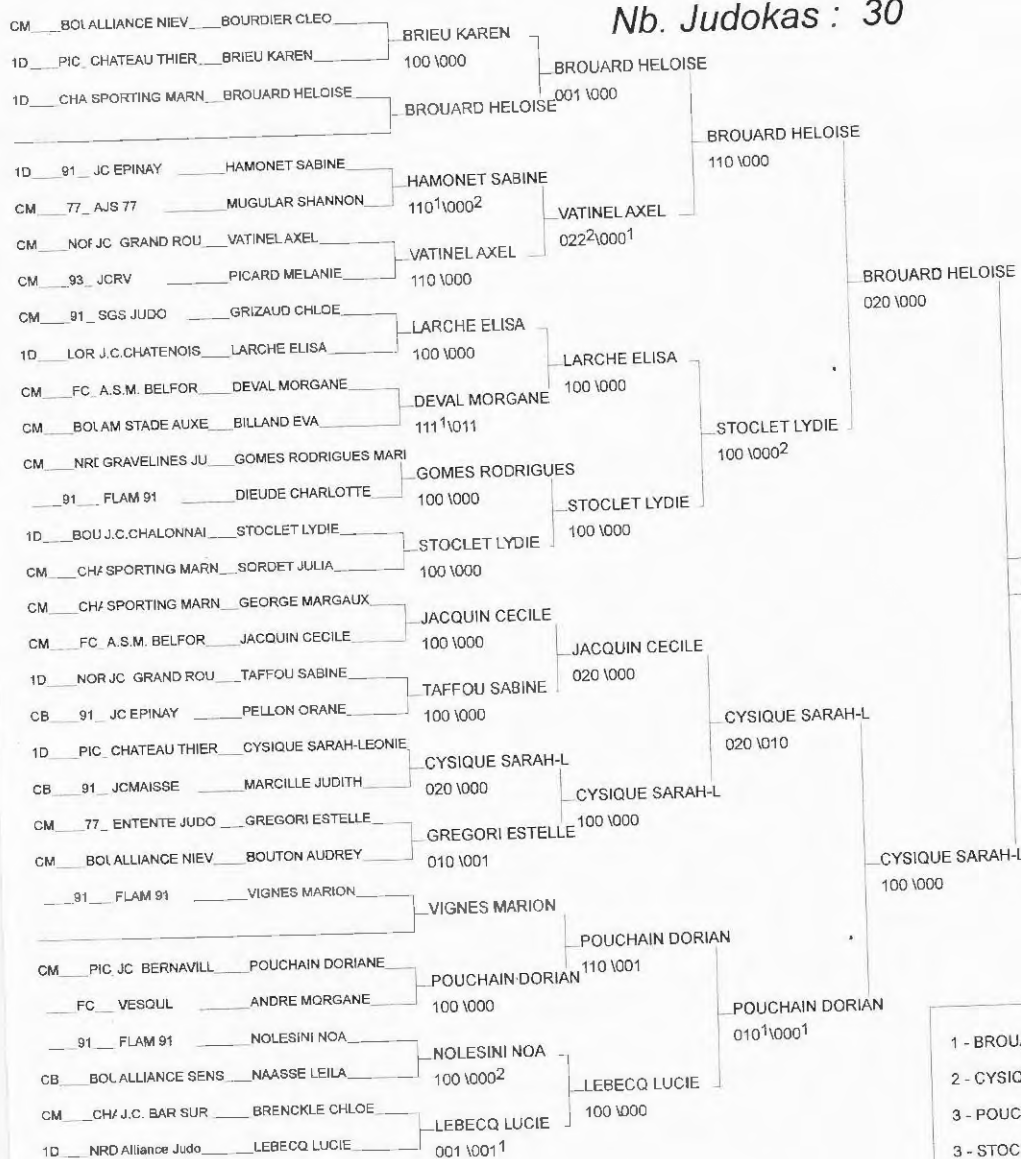 Nb. Judokas : 30
CM BOU ALLIANCE NIEV BOURDIER CLEO
1D PIC CHATEAU THIER BRIEU KAREN
1D CHA SPORTING MARN BROUARD HELOISE
1D 91 JC EPINAY HAMONET SABINE
CM 77 AJS 77 MUGULAR SHANNON
CM NOR JC GRAND ROU VATINEL AXEL
CM 93 JCRV PICARD MELANIE
CM 91 SGS JUDO GRIZAUD CHLOE
1D LOR J.C.CHATENOIS LARCHE ELISA
CM FC A.S.M. BELFOR DEVAL MORGANE
CM BOU AM STADE AUXE BILLAND EVA
CM NRD GRAVELINES JU GOMES RODRIGUES MARI
91 FLAM 91 DIEUDE CHARLOTTE
1D BOU J.C.CHALONNAI STOCLET LYDIE
CM CHA SPORTING MARN SORDET JULIA
CM CHA SPORTING MARN GEORGE MARGAUX
CM FC A.S.M. BELFOR JACQUIN CECILE
1D NOR JC GRAND ROU TAFFOU SABINE
CB 91 JC EPINAY PELLON ORANE
1D PIC CHATEAU THIER CYSIQUE SARAH-LEONIE
CB 91 JCMAISSE MARCILLE JUDITH
CM 77 ENTENTE JUDO GREGORI ESTELLE
CM BOU ALLIANCE NIEV BOUTON AUDREY
91 FLAM 91 VIGNES MARION
CM PIC JC BERNAVILL POUCHAIN DORIANE
FC VESOUL ANDRE MORGANE
91 FLAM 91 NOLESINI NOA
CB BOU ALLIANCE SENS NAASSE LEILA
CM CHA J.C. BAR SUR BRENCKLE CHLOE
1D NRD Alliance Judo LEBECQ LUCIE
BRIEU KAREN
100 \000
BROUARD HELOISE
HAMONET SABINE
110¹\000²
VATINEL AXEL
110 \000
LARCHE ELISA
100 \000
DEVAL MORGANE
111¹\011
GOMES RODRIGUES
100 \000
STOCLET LYDIE
100 \000
JACQUIN CECILE
100 \000
TAFFOU SABINE
100 \000
CYSIQUE SARAH-L
020 \000
GREGORI ESTELLE
010 \001
VIGNES MARION
POUCHAIN DORIAN
100 \000
NOLESINI NOA
100 \000²
LEBECQ LUCIE
001 \001¹
BROUARD HELOISE
001 \000
VATINEL AXEL
022²\000¹
LARCHE ELISA
100 \000
STOCLET LYDIE
100 \000
JACQUIN CECILE
020 \000
CYSIQUE SARAH-L
100 \000
POUCHAIN DORIAN
110 \001
LEBECQ LUCIE
100 \000
BROUARD HELOISE
110 \000
STOCLET LYDIE
100 \000²
CYSIQUE SARAH-L
020 \010
POUCHAIN DORIAN
010¹\000¹
BROUARD HELOISE
020 \000
CYSIQUE SARAH-L
100 \000
1 - BROUA
2 - CYSIQ
3 - POUC
3 - STOC